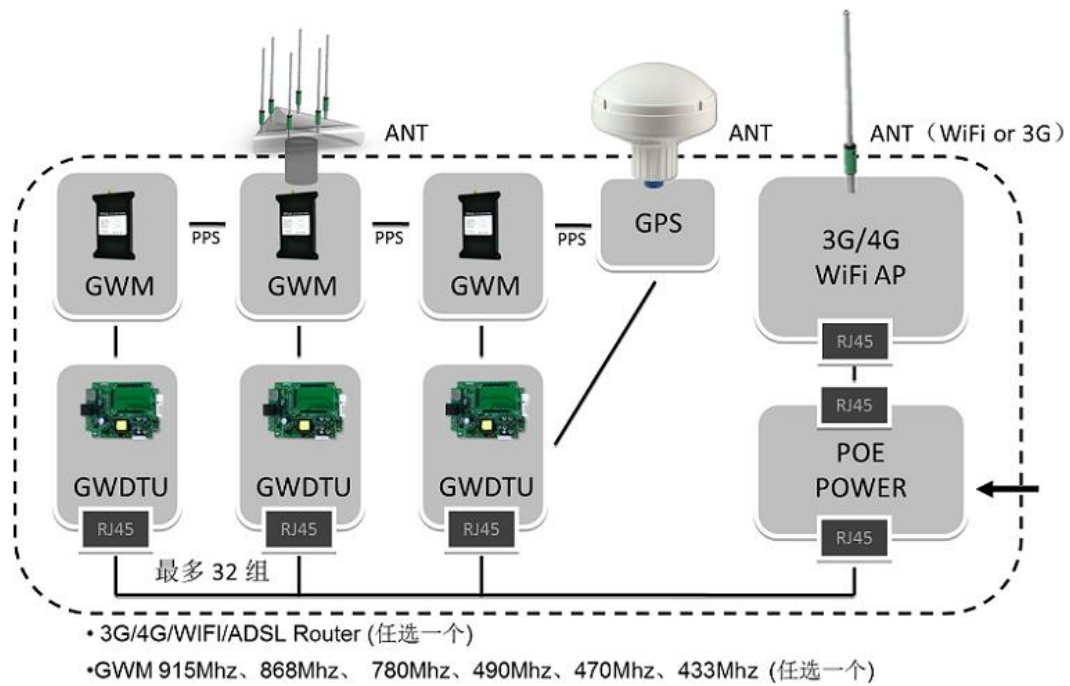 ANT
ANT
ANT（WiFi or 3G）
GWM
PPS
GWM
PPS
GWM
PPS
GPS
3G/4G
WiFi AP
RJ45
RJ45
GWDTU
GWDTU
GWDTU
POE
POWER
RJ45
RJ45
RJ45
RJ45
最多 32 组
• 3G/4G/WIFI/ADSL Router (任选一个)
•GWM 915Mhz、868Mhz、 780Mhz、490Mhz、470Mhz、433Mhz (任选一个)